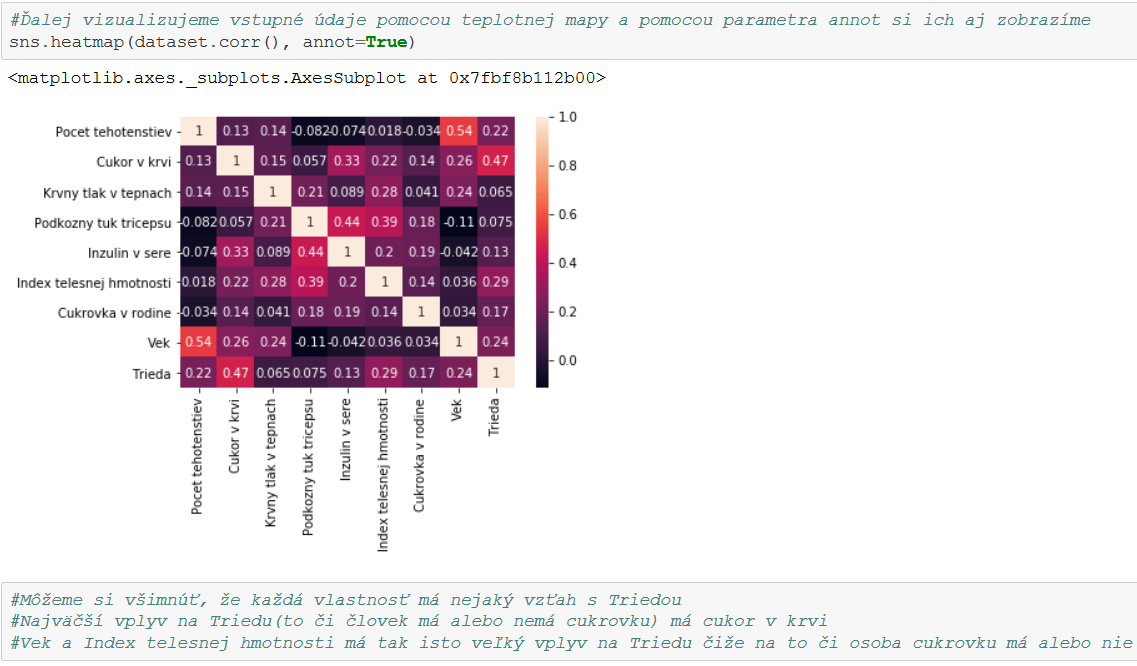 #Ďalej vizualizujeme vstupné údaje pomocou teplotnej mapy a pomocou parametra annot si ich aj zobrazíme
sns.heatmap(dataset.corr(), annot=True)
<matplotlib.axes._subplots.AxesSubplot at 0x7fbf8b112b00>
Pocet tehotenstiev 1 0.13 0.14 -0.082 -0.074 0.018 -0.034 0.54 0.22
Cukor v krvi 0.13 1 0.15 0.057 0.33 0.22 0.14 0.26 0.47
Krvny tlak v tepnach 0.14 0.15 1 0.21 0.089 0.28 0.041 0.24 0.065
Podkozny tuk tricepsu -0.082 0.057 0.21 1 0.44 0.39 0.18 -0.11 0.075
Inzulin v sere -0.074 0.33 0.089 0.44 1 0.2 0.19 -0.042 0.13
Index telesnej hmotnosti 0.018 0.22 0.28 0.39 0.2 1 0.14 0.036 0.29
Cukrovka v rodine -0.034 0.14 0.041 0.18 0.19 0.14 1 0.034 0.17
Vek 0.54 0.26 0.24 -0.11 -0.042 0.036 0.034 1 0.24
Trieda 0.22 0.47 0.065 0.075 0.13 0.29 0.17 0.24 1
Pocet tehotenstiev
Cukor v krvi
Krvny tlak v tepnach
Podkozny tuk tricepsu
Inzulin v sere
Index telesnej hmotnosti
Cukrovka v rodine
Vek
Trieda
1.0
0.8
0.6
0.4
0.2
0.0
#Môžeme si všimnúť, že každá vlastnosť má nejaký vzťah s Triedou
#Najväčší vplyv na Triedu(to či človek má alebo nemá cukrovku) má cukor v krvi
#Vek a Index telesnej hmotnosti má tak isto veľký vplyv na Triedu čiže na to či osoba cukrovku má alebo nie